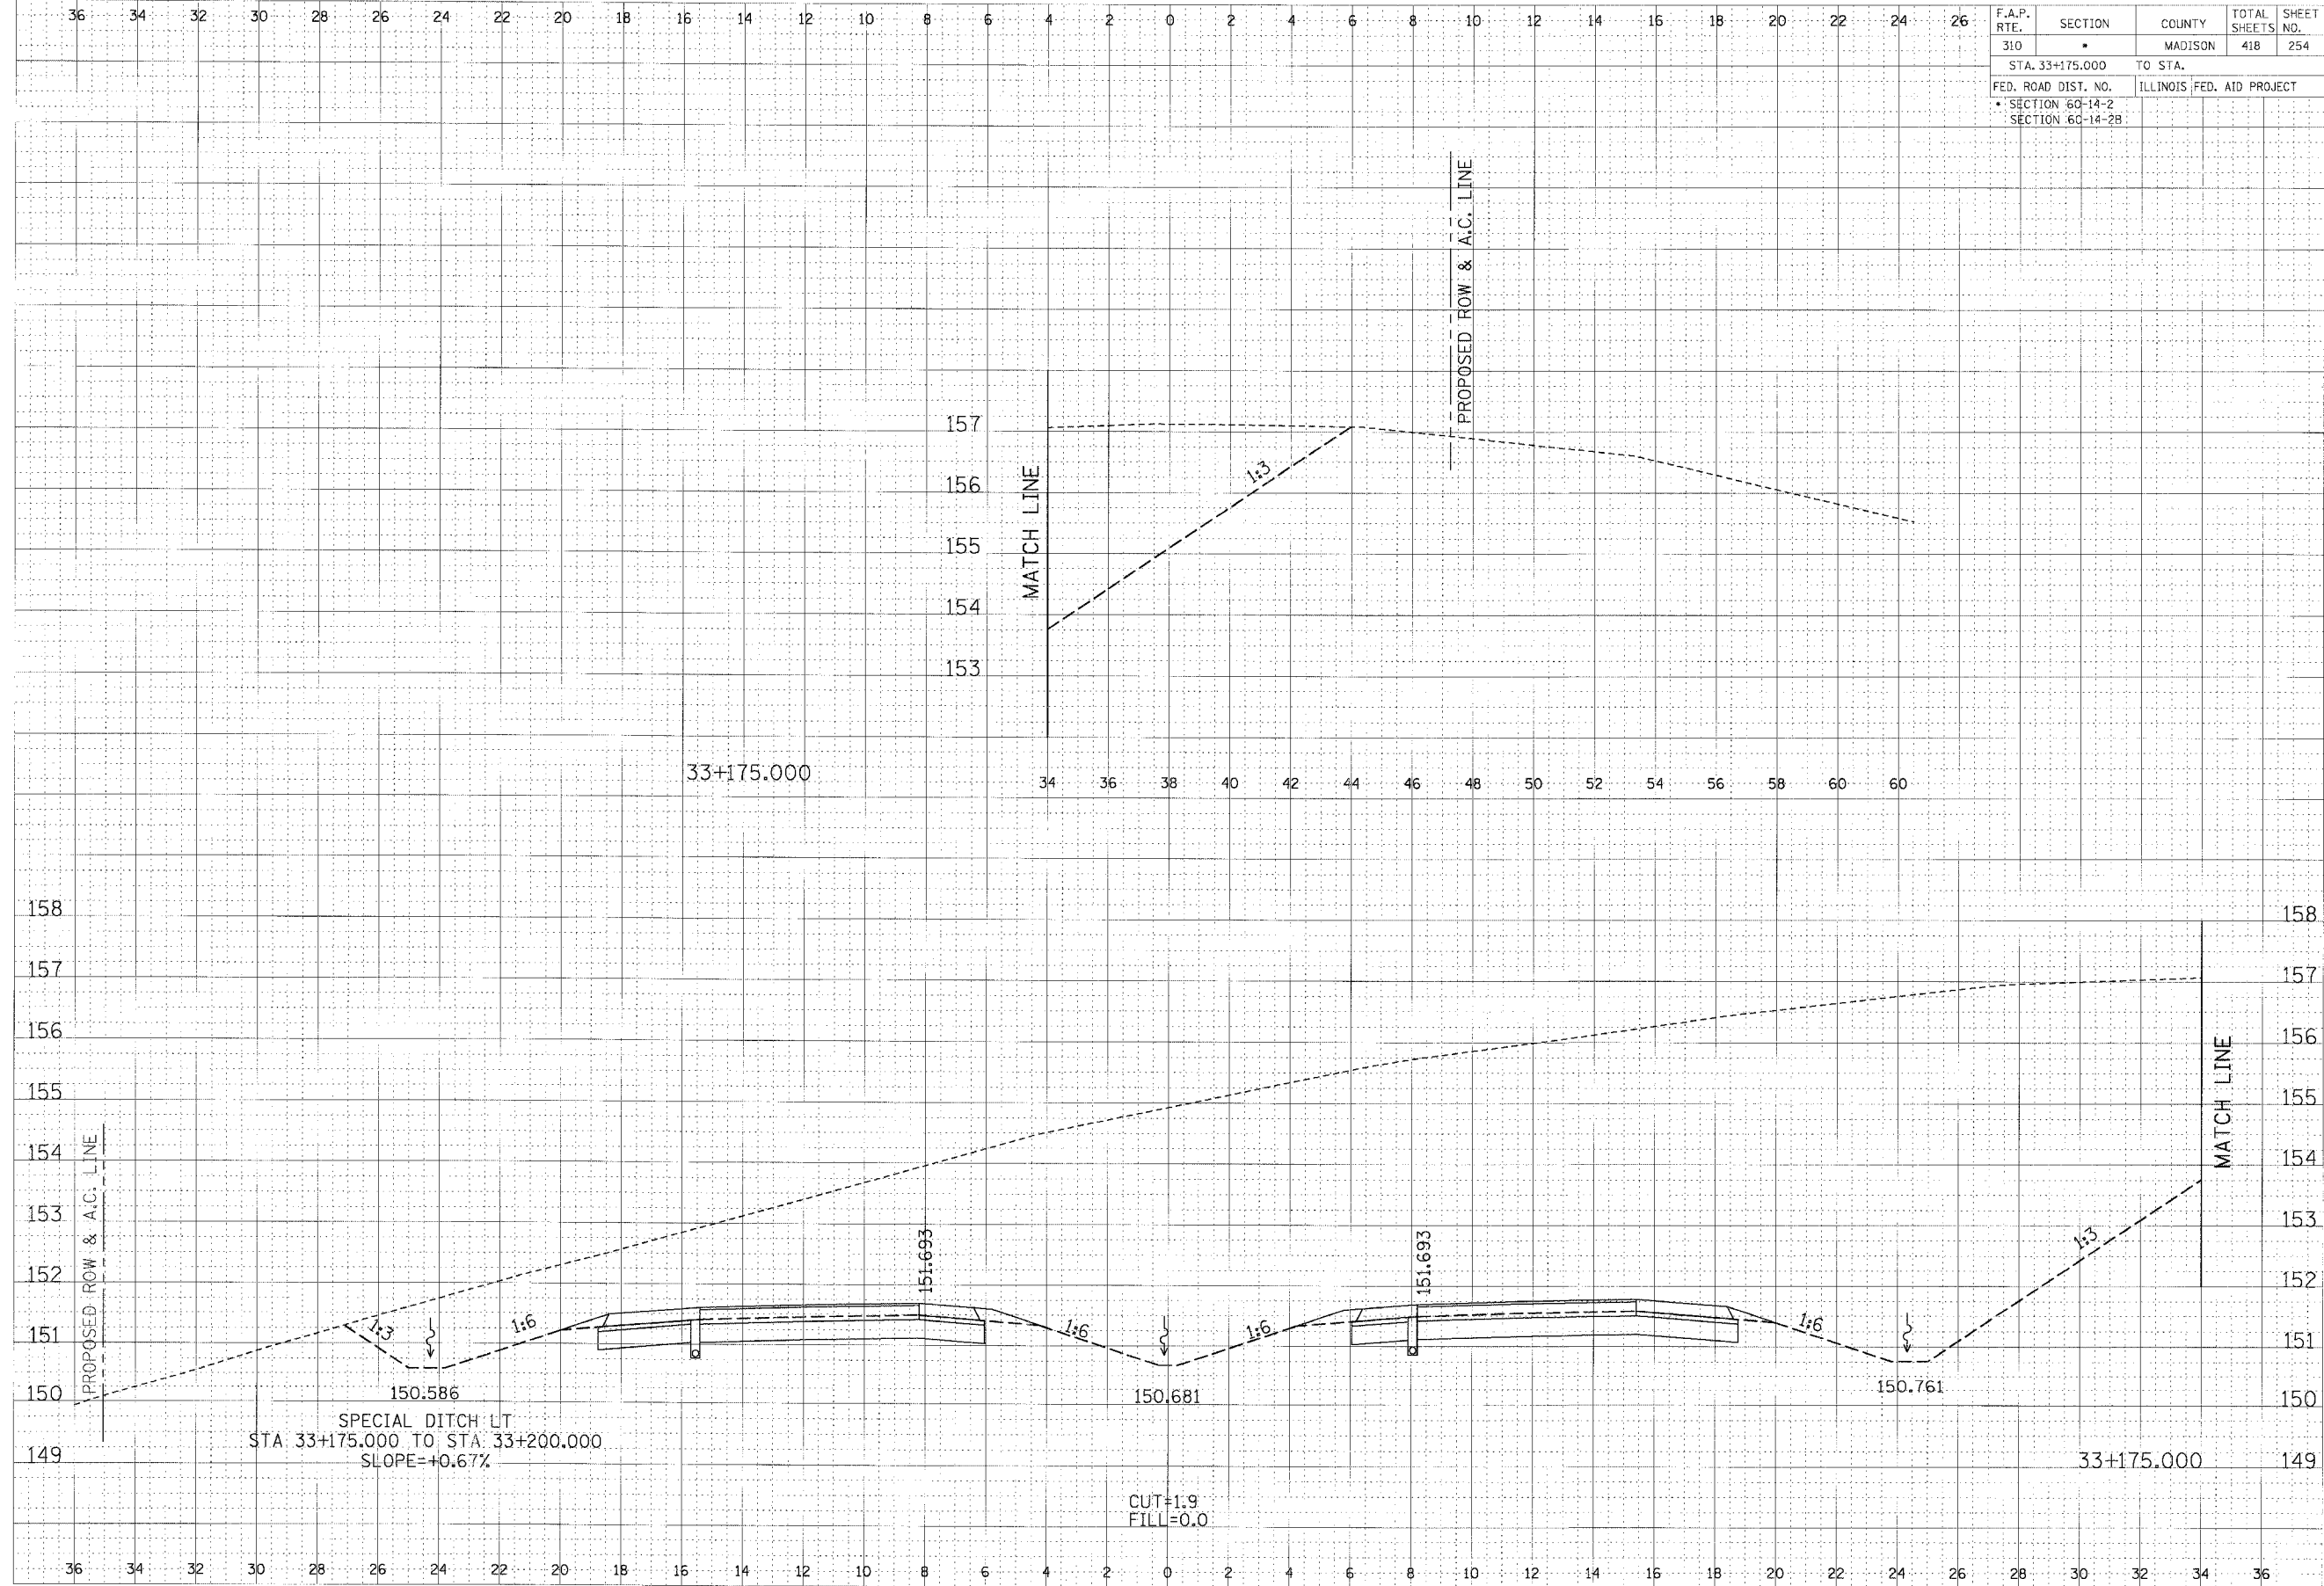 36 34 32 30 28 26 24 22 20 18 16 14 12 10 8 6 4 2 0 2 4 6 8 10 12 14 16 18 20 22 24 26
F.A.P. RTE. SECTION COUNTY TOTAL SHEETS SHEET NO.
310 * MADISON 418 254
STA. 33+175.000 TO STA.
FED. ROAD DIST. NO. ILLINOIS FED. AID PROJECT
* SECTION 60-14-2
SECTION 60-14-2B
PROPOSED ROW & A.C. LINE
157
156
155
154
153
MATCH LINE
1:3
33+175.000
34 36 38 40 42 44 46 48 50 52 54 56 58 60 60
158 158
157 157
156 156
155 155
154 154
153 153
152 152
151 151
150 150
149 149
PROPOSED ROW & A.C. LINE
MATCH LINE
151.693
151.693
1:3
1:6
1:6
1:6
1:6
1:3
150.586
150.681
150.761
SPECIAL DITCH LT
STA 33+175.000 TO STA 33+200.000
SLOPE=+0.67%
33+175.000
CUT=1.9
FILL=0.0
36 34 32 30 28 26 24 22 20 18 16 14 12 10 8 6 4 2 0 2 4 6 8 10 12 14 16 18 20 22 24 26 28 30 32 34 36